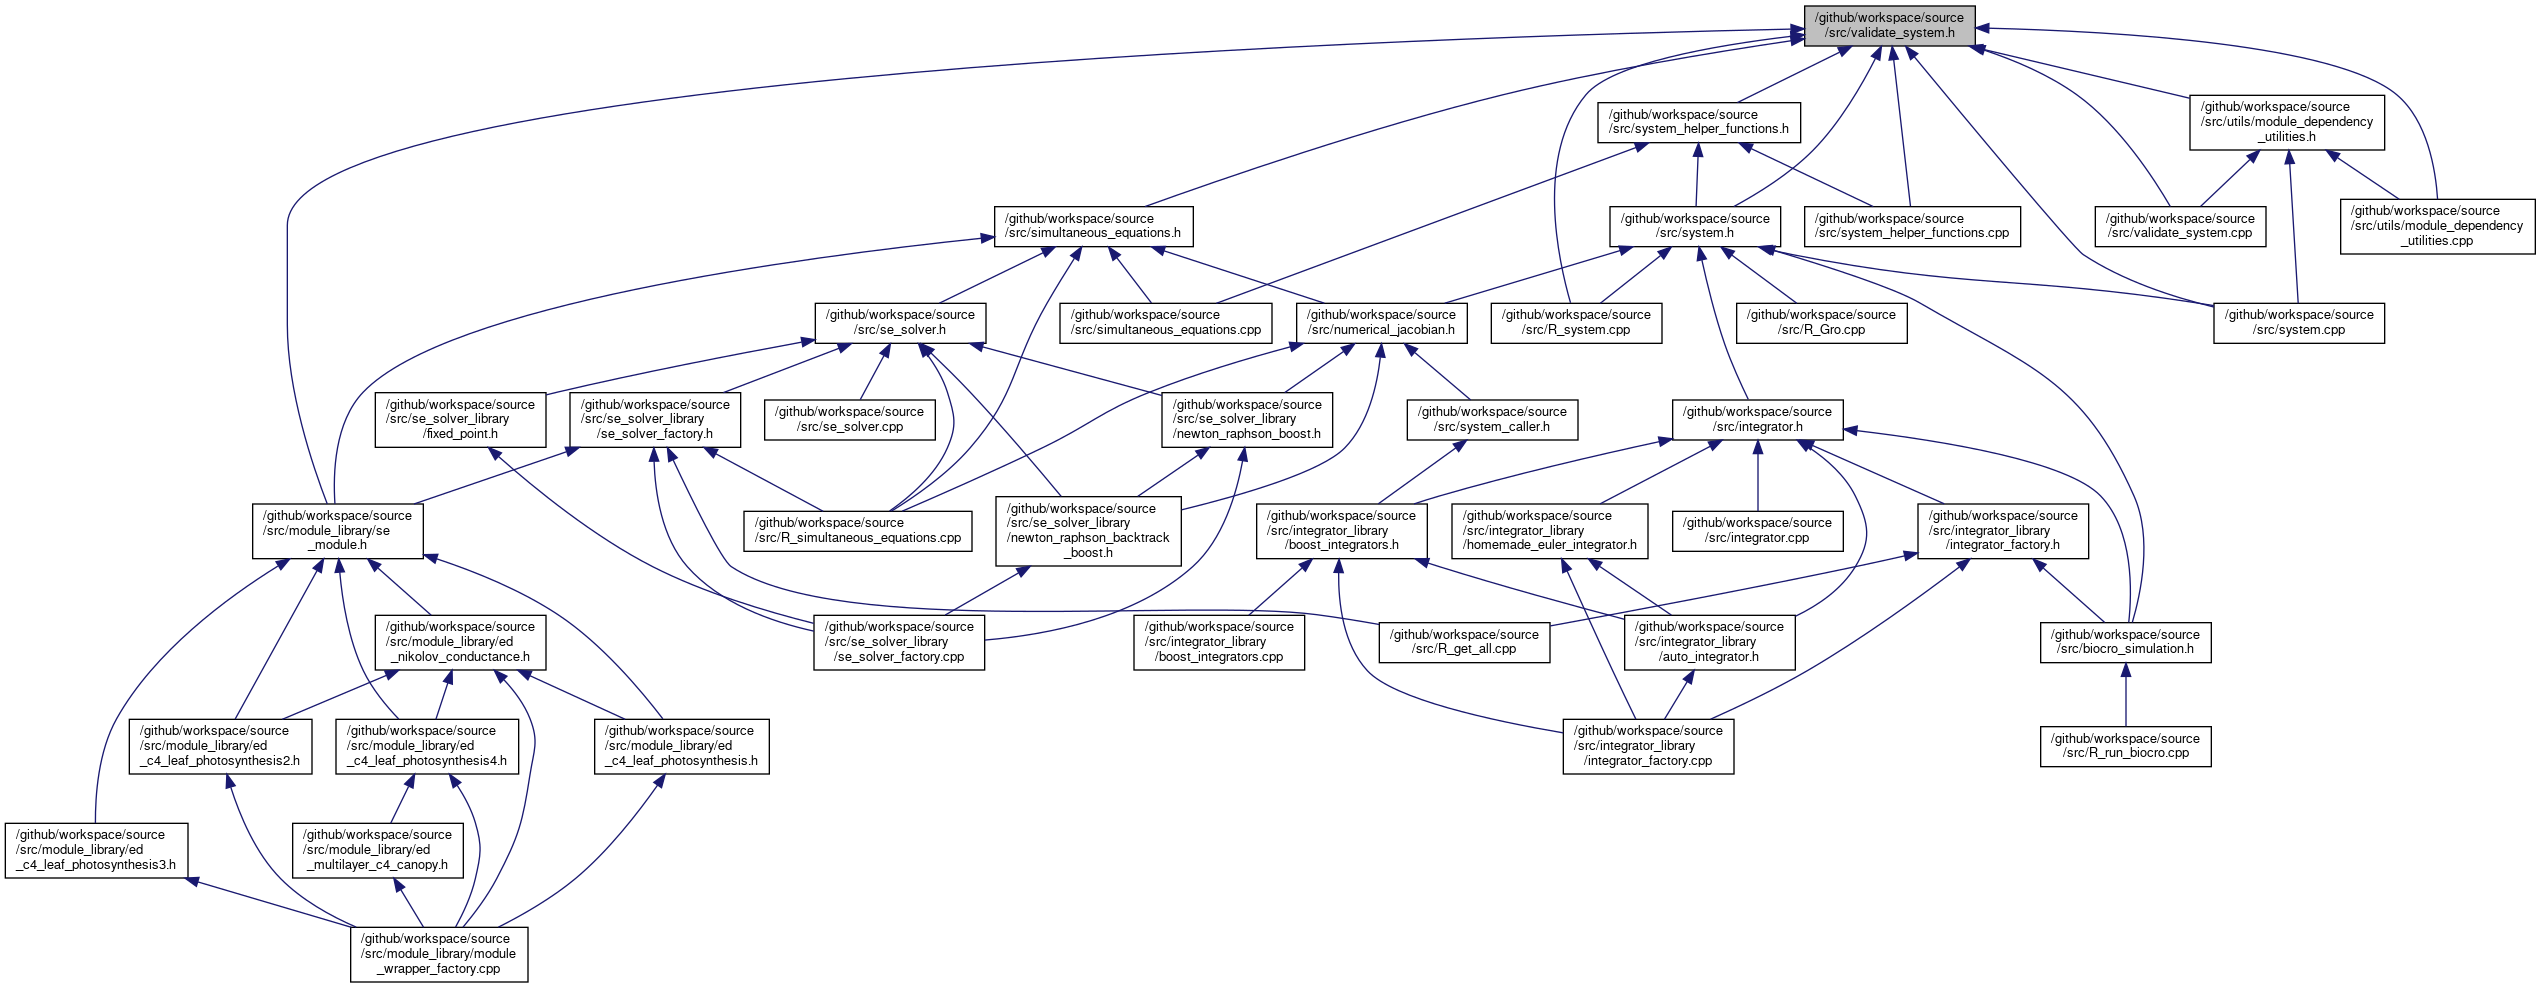 /github/workspace/source
/src/validate_system.h
/github/workspace/source
/src/system_helper_functions.h
/github/workspace/source
/src/utils/module_dependency
_utilities.h
/github/workspace/source
/src/simultaneous_equations.h
/github/workspace/source
/src/system.h
/github/workspace/source
/src/system_helper_functions.cpp
/github/workspace/source
/src/validate_system.cpp
/github/workspace/source
/src/utils/module_dependency
_utilities.cpp
/github/workspace/source
/src/se_solver.h
/github/workspace/source
/src/simultaneous_equations.cpp
/github/workspace/source
/src/numerical_jacobian.h
/github/workspace/source
/src/R_system.cpp
/github/workspace/source
/src/R_Gro.cpp
/github/workspace/source
/src/system.cpp
/github/workspace/source
/src/se_solver_library
/fixed_point.h
/github/workspace/source
/src/se_solver_library
/se_solver_factory.h
/github/workspace/source
/src/se_solver.cpp
/github/workspace/source
/src/se_solver_library
/newton_raphson_boost.h
/github/workspace/source
/src/system_caller.h
/github/workspace/source
/src/integrator.h
/github/workspace/source
/src/module_library/se
_module.h
/github/workspace/source
/src/R_simultaneous_equations.cpp
/github/workspace/source
/src/se_solver_library
/newton_raphson_backtrack
_boost.h
/github/workspace/source
/src/integrator_library
/boost_integrators.h
/github/workspace/source
/src/integrator_library
/homemade_euler_integrator.h
/github/workspace/source
/src/integrator.cpp
/github/workspace/source
/src/integrator_library
/integrator_factory.h
/github/workspace/source
/src/module_library/ed
_nikolov_conductance.h
/github/workspace/source
/src/se_solver_library
/se_solver_factory.cpp
/github/workspace/source
/src/integrator_library
/boost_integrators.cpp
/github/workspace/source
/src/R_get_all.cpp
/github/workspace/source
/src/integrator_library
/auto_integrator.h
/github/workspace/source
/src/biocro_simulation.h
/github/workspace/source
/src/module_library/ed
_c4_leaf_photosynthesis2.h
/github/workspace/source
/src/module_library/ed
_c4_leaf_photosynthesis4.h
/github/workspace/source
/src/module_library/ed
_c4_leaf_photosynthesis.h
/github/workspace/source
/src/integrator_library
/integrator_factory.cpp
/github/workspace/source
/src/R_run_biocro.cpp
/github/workspace/source
/src/module_library/ed
_c4_leaf_photosynthesis3.h
/github/workspace/source
/src/module_library/ed
_multilayer_c4_canopy.h
/github/workspace/source
/src/module_library/module
_wrapper_factory.cpp